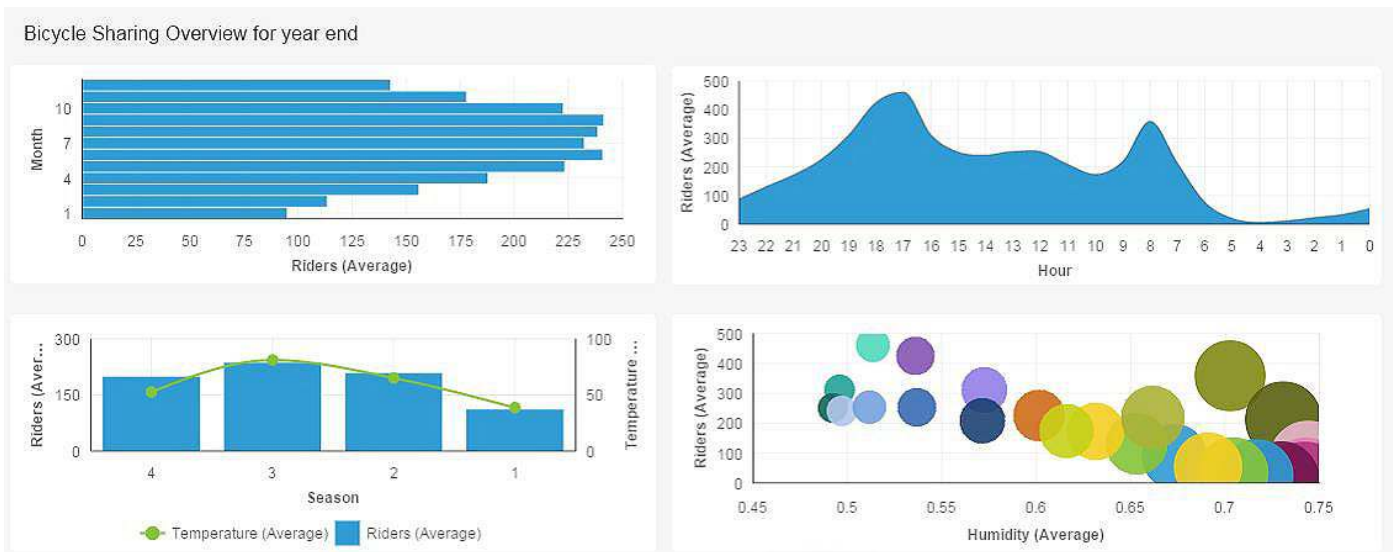 Bicycle Sharing Overview for year end
Month
10
7
4
1
0 25 50 75 100 125 150 175 200 225 250
Riders (Average)
Riders (Average)
500
400
300
200
100
0
23 22 21 20 19 18 17 16 15 14 13 12 11 10 9 8 7 6 5 4 3 2 1 0
Hour
Riders (Aver...
300
150
0
100
50
0
Temperature ...
4 3 2 1
Season
Temperature (Average) Riders (Average)
Riders (Average)
500
400
300
200
100
0
0.45 0.5 0.55 0.6 0.65 0.7 0.75
Humidity (Average)